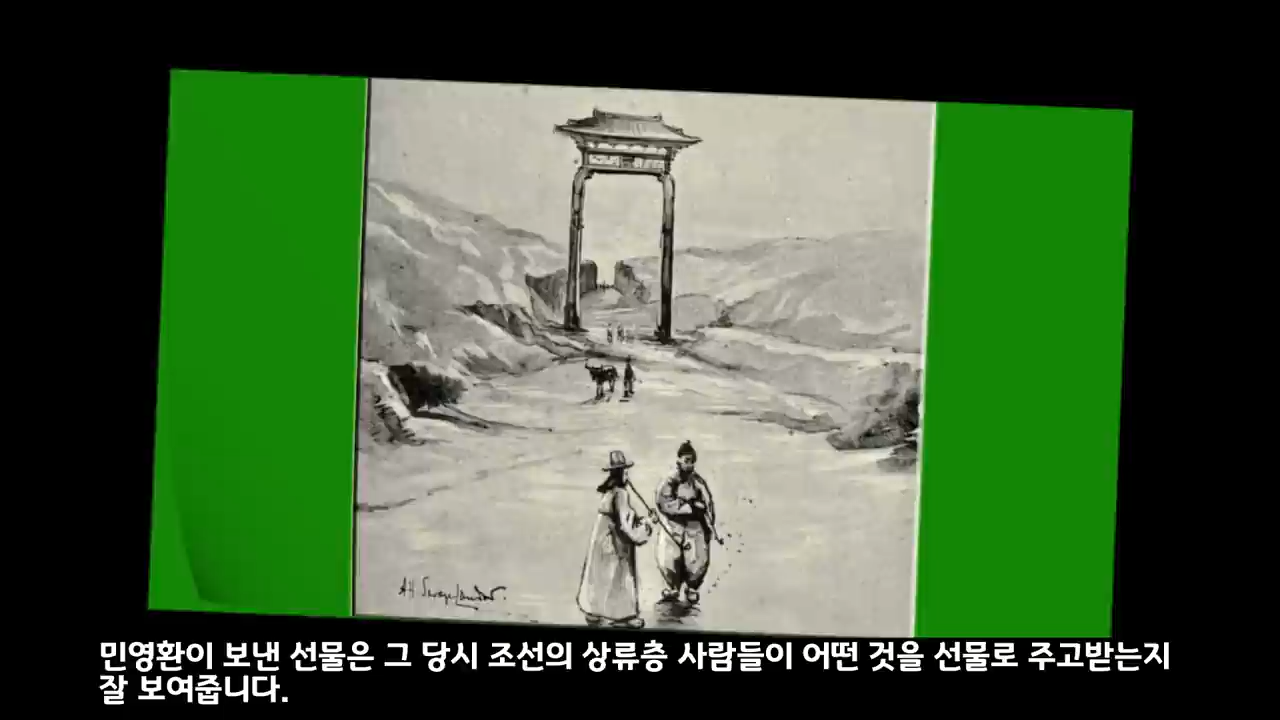 A H Savage Landor.
민영환이 보낸 선물은 그 당시 조선의 상류층 사람들이 어떤 것을 선물로 주고받는지
잘 보여줍니다.